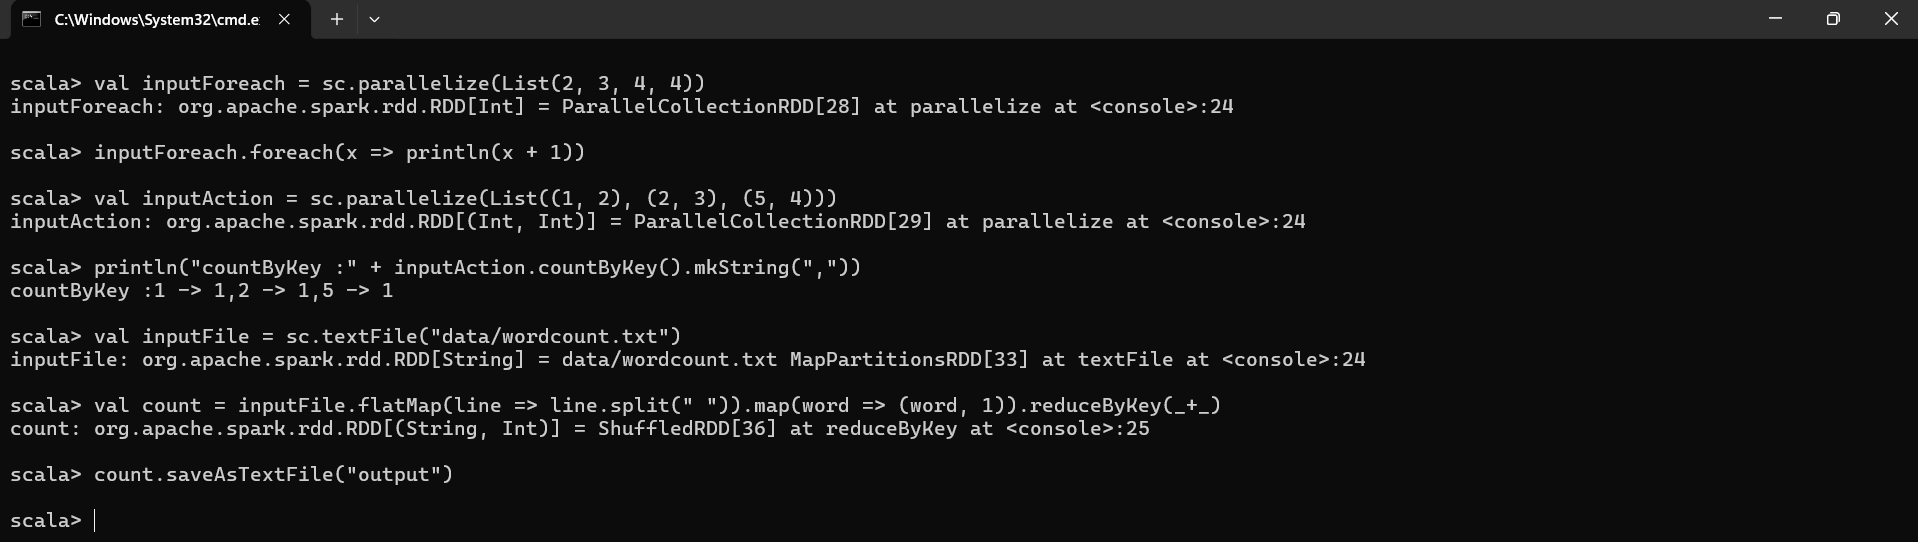 C:\Windows\System32\cmd.e
scala> val inputForeach = sc.parallelize(List(2, 3, 4, 4))
inputForeach: org.apache.spark.rdd.RDD[Int] = ParallelCollectionRDD[28] at parallelize at <console>:24
scala> inputForeach.foreach(x => println(x + 1))
scala> val inputAction = sc.parallelize(List((1, 2), (2, 3), (5, 4)))
inputAction: org.apache.spark.rdd.RDD[(Int, Int)] = ParallelCollectionRDD[29] at parallelize at <console>:24
scala> println("countByKey :" + inputAction.countByKey().mkString(","))
countByKey :1 -> 1,2 -> 1,5 -> 1
scala> val inputFile = sc.textFile("data/wordcount.txt")
inputFile: org.apache.spark.rdd.RDD[String] = data/wordcount.txt MapPartitionsRDD[33] at textFile at <console>:24
scala> val count = inputFile.flatMap(line => line.split(" ")).map(word => (word, 1)).reduceByKey(_+_)
count: org.apache.spark.rdd.RDD[(String, Int)] = ShuffledRDD[36] at reduceByKey at <console>:25
scala> count.saveAsTextFile("output")
scala>